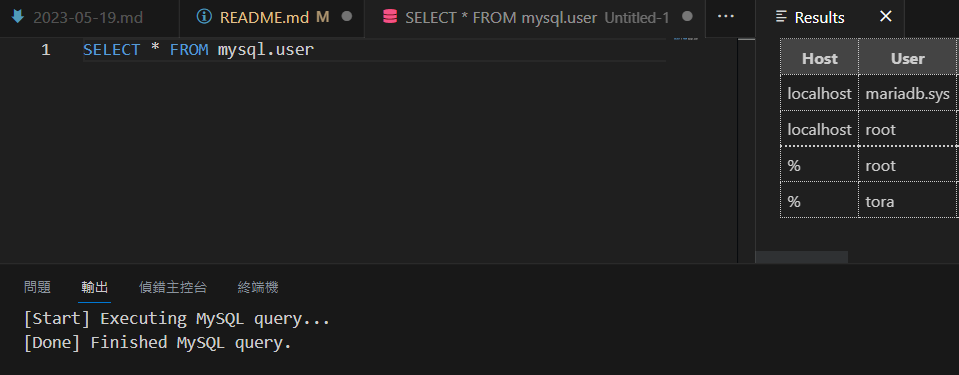 2023-05-19.md
README.md M
SELECT * FROM mysql.user Untitled-1
Results
1 SELECT * FROM mysql.user
Host User
localhost mariadb.sys
localhost root
% root
% tora
問題 輸出 偵錯主控台 終端機
[Start] Executing MySQL query...
[Done] Finished MySQL query.